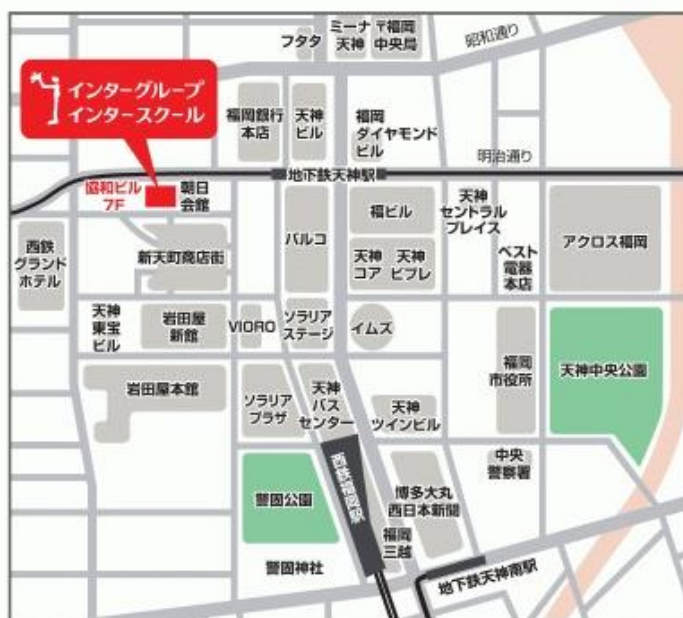 ミーナ
天神
〒福岡
中央局
昭和通り
フタタ
インターグループ
インタースクール
福岡銀行
本店
天神
ビル
福岡
ダイヤモンド
ビル
明治通り
地下鉄天神駅
協和ビル
7F
朝日
会館
西鉄
グランド
ホテル
新天町商店街
パルコ
福ビル
天神
コア
天神
ビブレ
天神
セントラル
プレイス
ベスト
電器
本店
アクロス福岡
天神
東宝
ビル
岩田屋
新館
VIORO
ソラリア
ステージ
イムズ
福岡
市役所
天神中央公園
岩田屋本館
ソラリア
プラザ
天神
バス
センター
天神
ツインビル
中央
警察署
警固公園
西鉄福岡駅
博多大丸
西日本新聞
福岡
三越
警固神社
地下鉄天神南駅